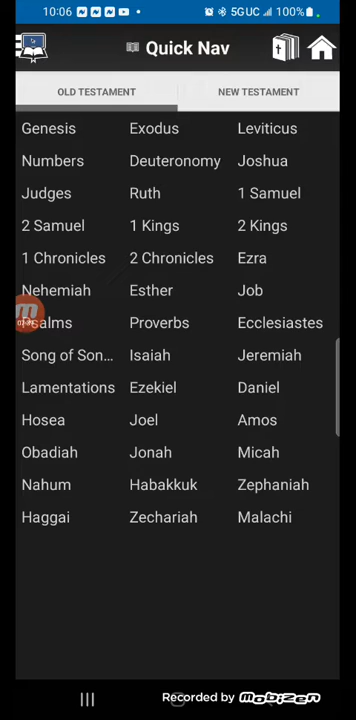 10:06 5GUC 100%
Quick Nav
OLD TESTAMENT NEW TESTAMENT
Genesis Exodus Leviticus
Numbers Deuteronomy Joshua
Judges Ruth 1 Samuel
2 Samuel 1 Kings 2 Kings
1 Chronicles 2 Chronicles Ezra
Nehemiah Esther Job
salms Proverbs Ecclesiastes
Song of Son... Isaiah Jeremiah
Lamentations Ezekiel Daniel
Hosea Joel Amos
Obadiah Jonah Micah
Nahum Habakkuk Zephaniah
Haggai Zechariah Malachi
Recorded by mobizen